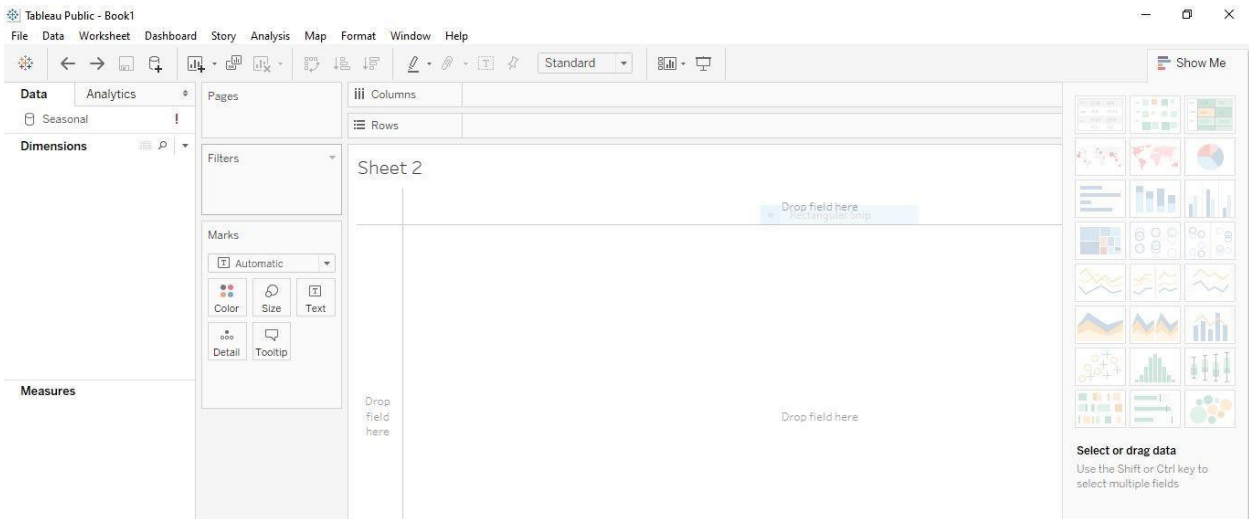 Tableau Public - Book1
File Data Worksheet Dashboard Story Analysis Map Format Window Help
Standard
Show Me
Data Analytics
Pages
Columns
Seasonal !
Rows
Dimensions
Filters
Sheet 2
Drop field here
Rectangular Snip
Marks
T Automatic
Color Size Text
Detail Tooltip
Measures
Drop
field
here
Drop field here
Select or drag data
Use the Shift or Ctrl key to
select multiple fields